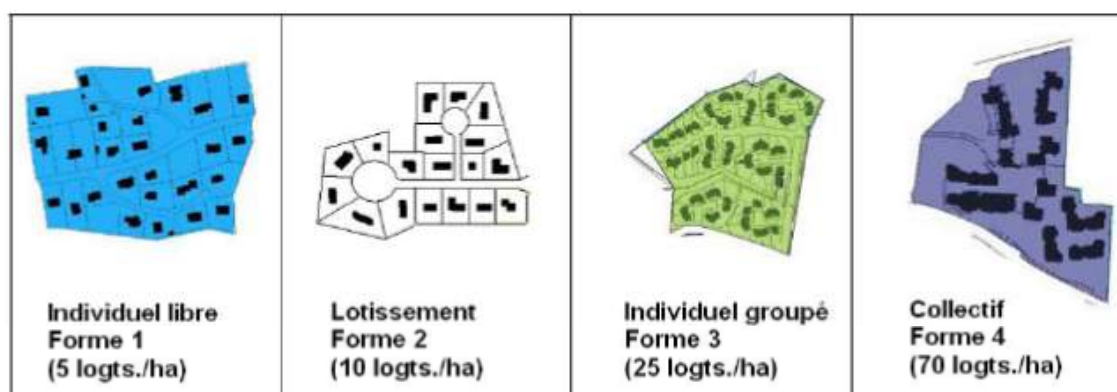 Individuel libre
Forme 1
(5 logts./ha)
Lotissement
Forme 2
(10 logts./ha)
Individuel groupé
Forme 3
(25 logts./ha)
Collectif
Forme 4
(70 logts./ha)